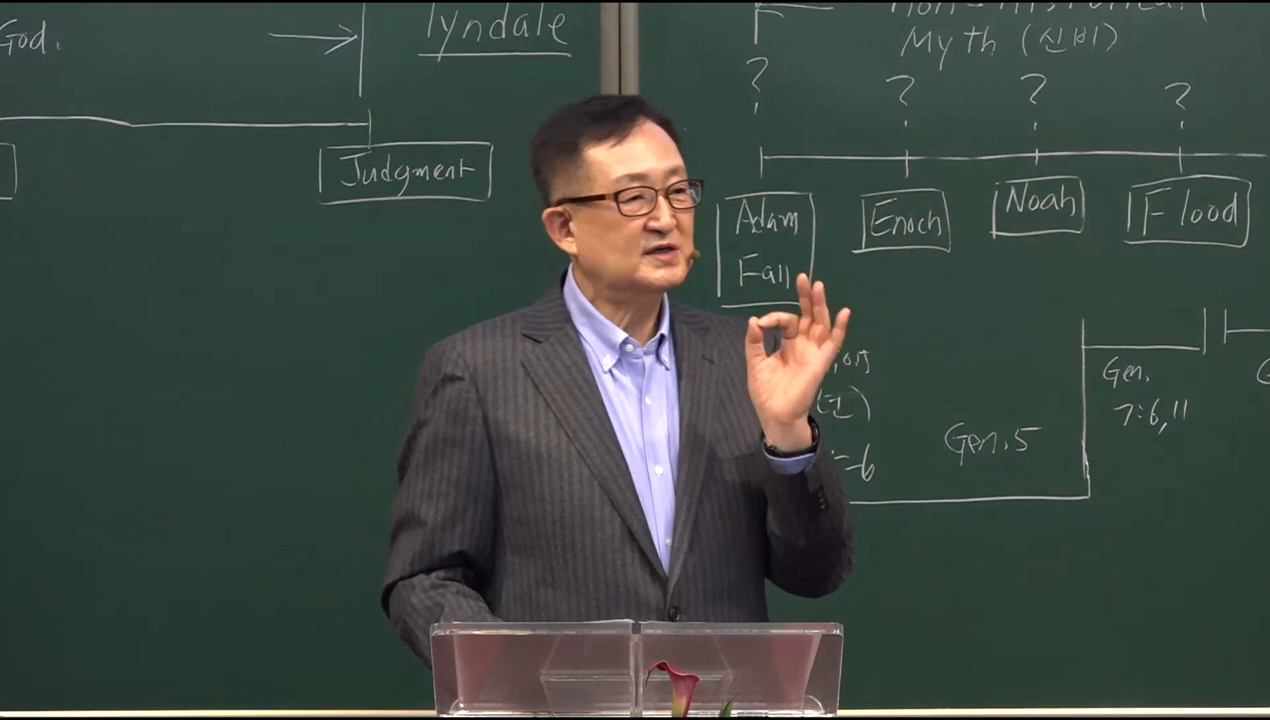 God.
Tyndale
Judgment
Myth (신비)
? ? ? ?
Adam
Fall
Enoch
Noah
Flood
Gen. 5
Gen.
7:6, 11